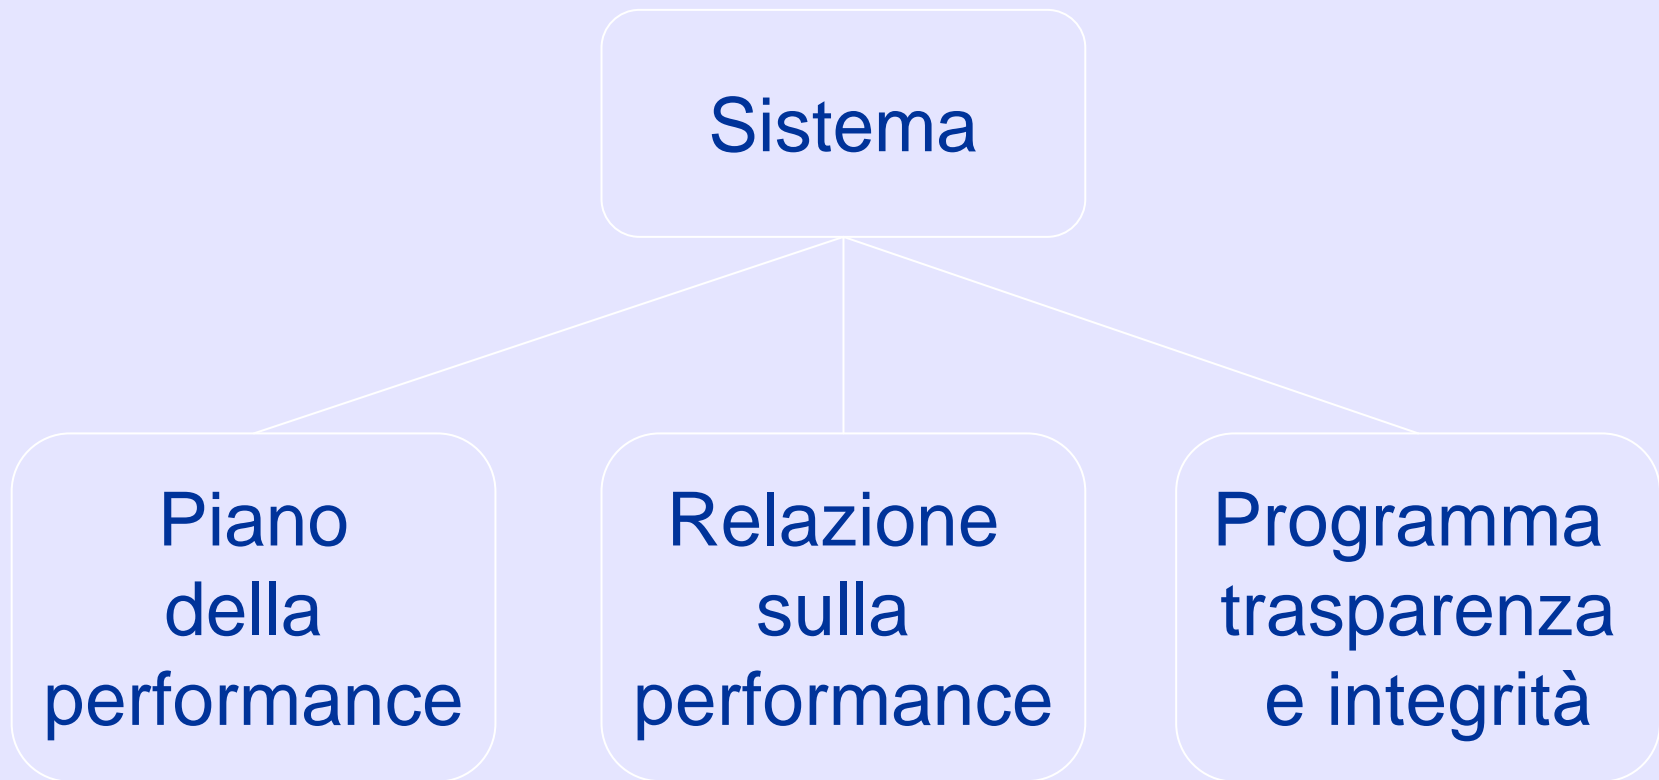 Sistema
Piano
della
performance
Relazione
sulla
performance
Programma
trasparenza
e integrità